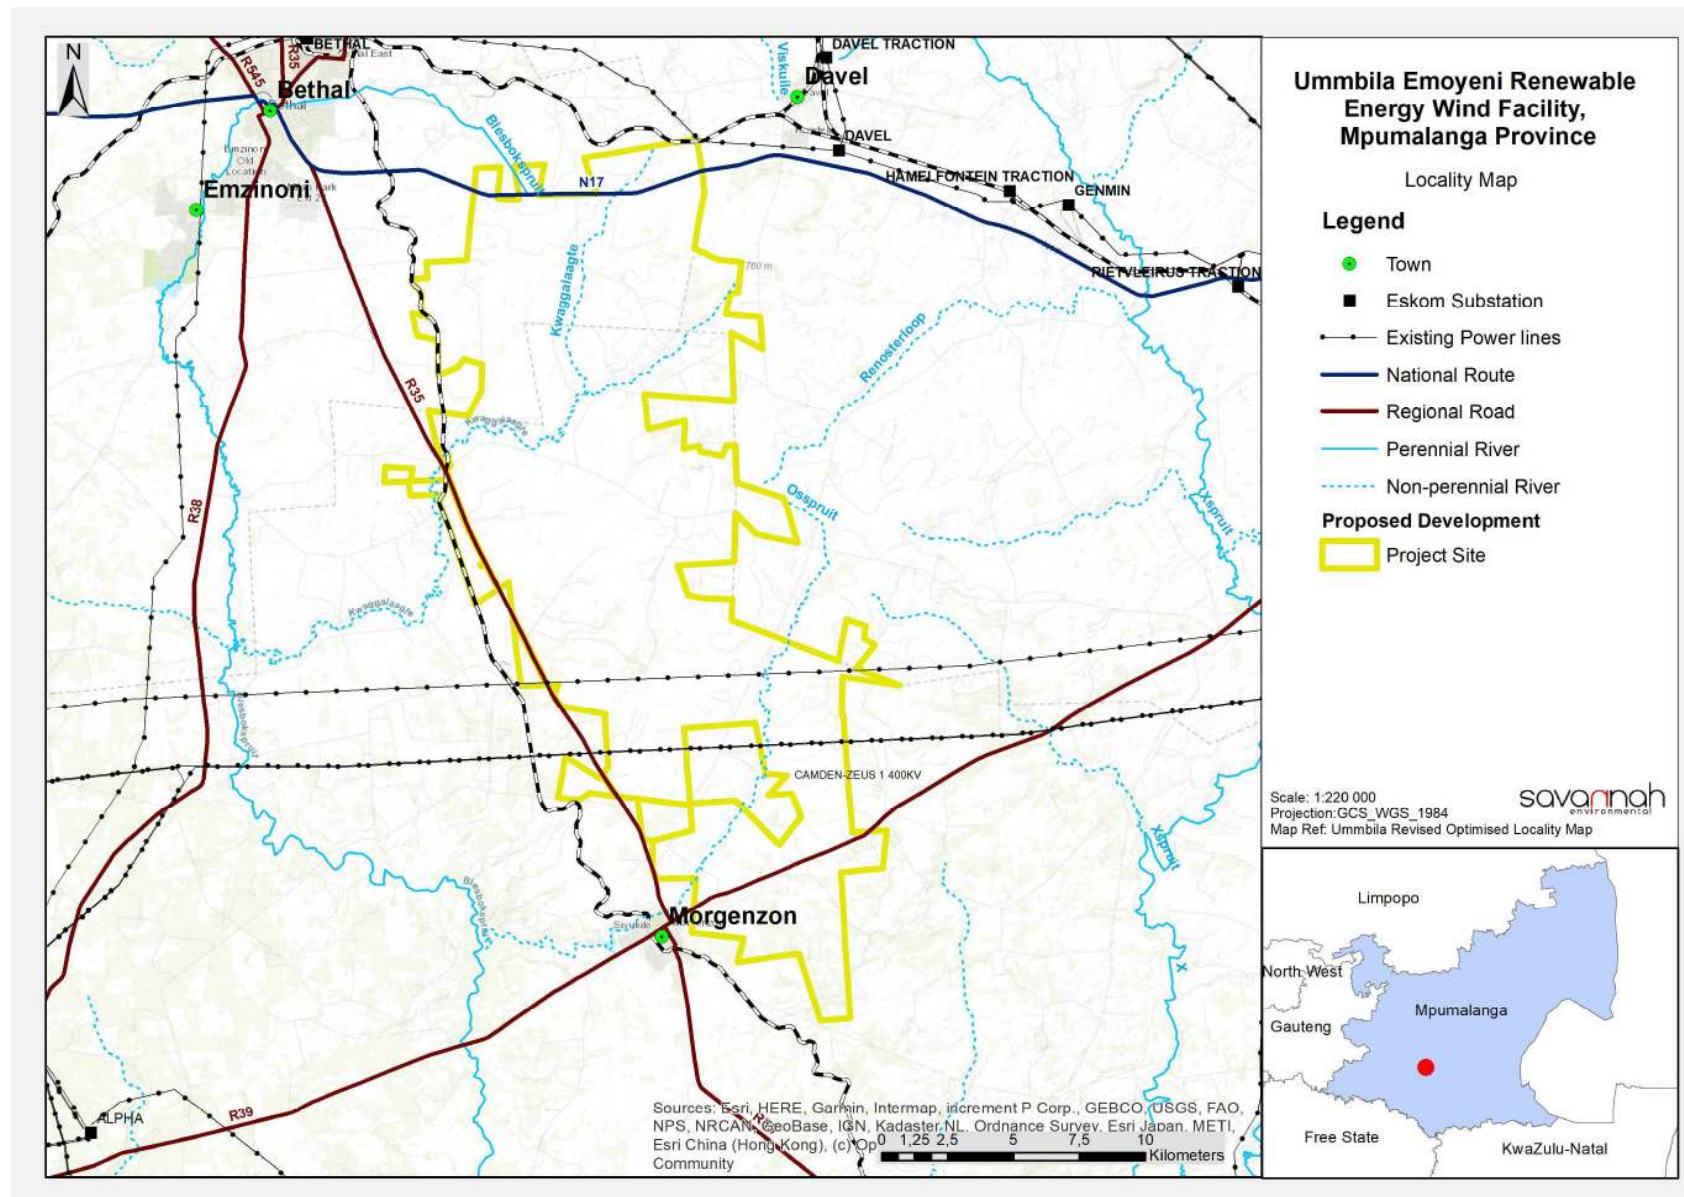 N
BETHAL
R35
R545
Bethal
DAVEL TRACTION
Viskuile
Davel
DAVEL
Blesbokspruit
Emzinoni
Old
Location
Emzinoni
N17
HAMELFONTEIN TRACTION
GENMIN
RIETVLEIRUS TRACTION
760 m
Kwaggalaagte
Renosterloop
R35
Kwaggalaagte
R38
Osspruit
Xspruit
Kwaggalaagte
Blesbokspruit
CAMDEN-ZEUS 1 400KV
Xspruit
Blesbokspruit
Morgenzon
Siyukile
X
ALPHA
R39
Sources: Esri, HERE, Garmin, Intermap, increment P Corp., GEBCO, USGS, FAO,
NPS, NRCAN, GeoBase, IGN, Kadaster NL, Ordnance Survey, Esri Japan, METI,
Esri China (Hong Kong), (c) Op
Community
0 1,25 2,5 5 7,5 10
Kilometers
Ummbila Emoyeni Renewable
Energy Wind Facility,
Mpumalanga Province
Locality Map
Legend
Town
Eskom Substation
Existing Power lines
National Route
Regional Road
Perennial River
Non-perennial River
Proposed Development
Project Site
Scale: 1:220 000
Projection:GCS_WGS_1984
Map Ref: Ummbila Revised Optimised Locality Map
savannah
environmental
Limpopo
North West
Mpumalanga
Gauteng
Free State
KwaZulu-Natal